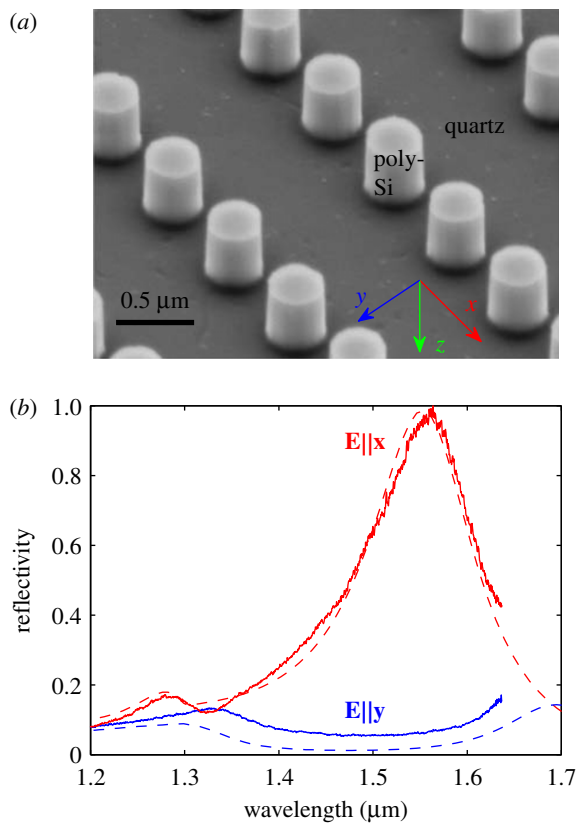 (a)
quartz
poly-
Si
0.5 µm
y
x
z
(b)
1.0
E||x
0.8
0.6
reflectivity
0.4
0.2
E||y
0
1.2 1.3 1.4 1.5 1.6 1.7
wavelength (µm)